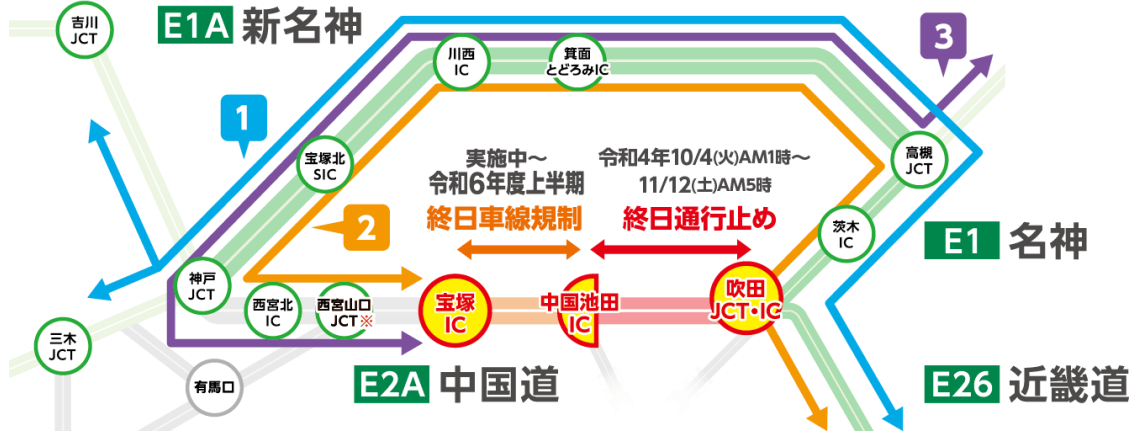 吉川
JCT
E1A 新名神
川西
IC
箕面
とどろみIC
3
1
宝塚北
SIC
高槻
JCT
実施中～
令和6年度上半期
終日車線規制
令和4年10/4(火)AM1時～
11/12(土)AM5時
終日通行止め
2
茨木
IC
E1 名神
神戸
JCT
西宮北
IC
西宮山口
JCT※
宝塚
IC
中国池田
IC
吹田
JCT・IC
三木
JCT
有馬口
E2A 中国道
E26 近畿道